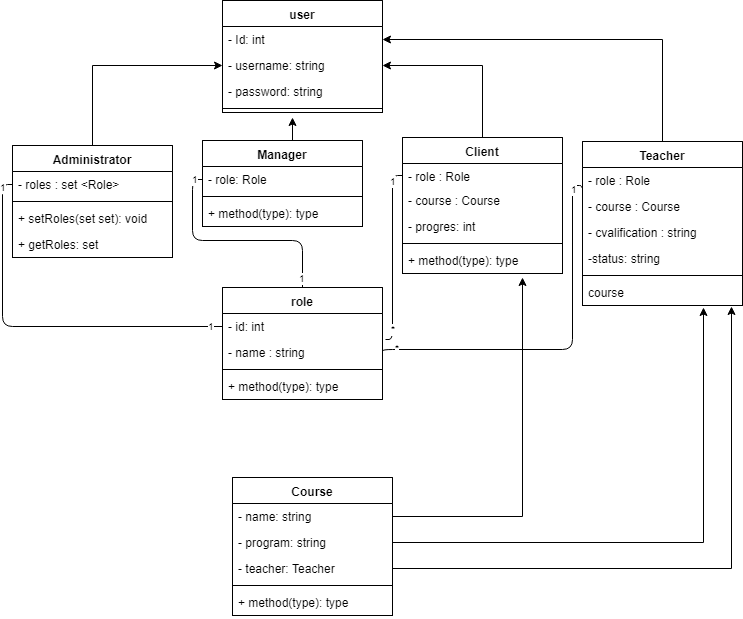 user
- Id: int
- username: string
- password: string
Administrator
- roles : set <Role>
+ setRoles(set set): void
+ getRoles: set
Manager
- role: Role
+ method(type): type
Client
- role : Role
- course : Course
- progres: int
+ method(type): type
Teacher
- role : Role
- course : Course
- cvalification : string
-status: string
course
1
1
1
1
1
1
*
*
role
- id: int
- name : string
+ method(type): type
Course
- name: string
- program: string
- teacher: Teacher
+ method(type): type